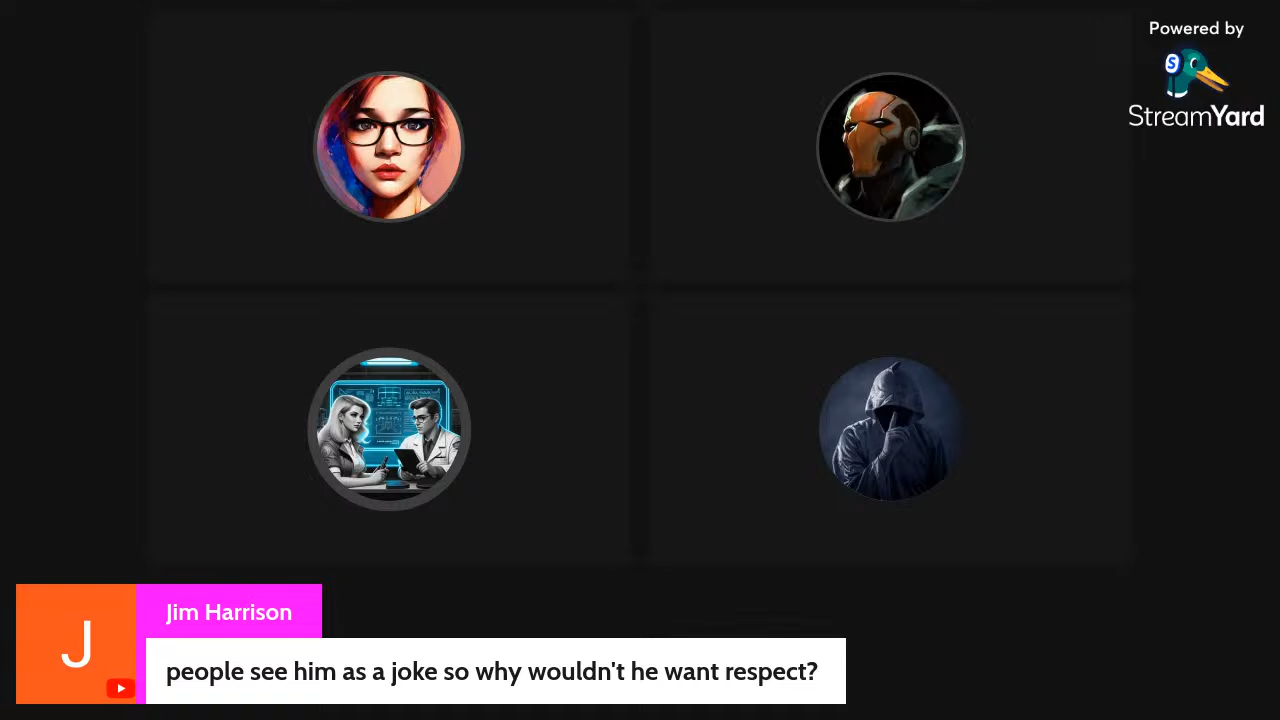 Powered by
S
StreamYard
J
Jim Harrison
people see him as a joke so why wouldn't he want respect?